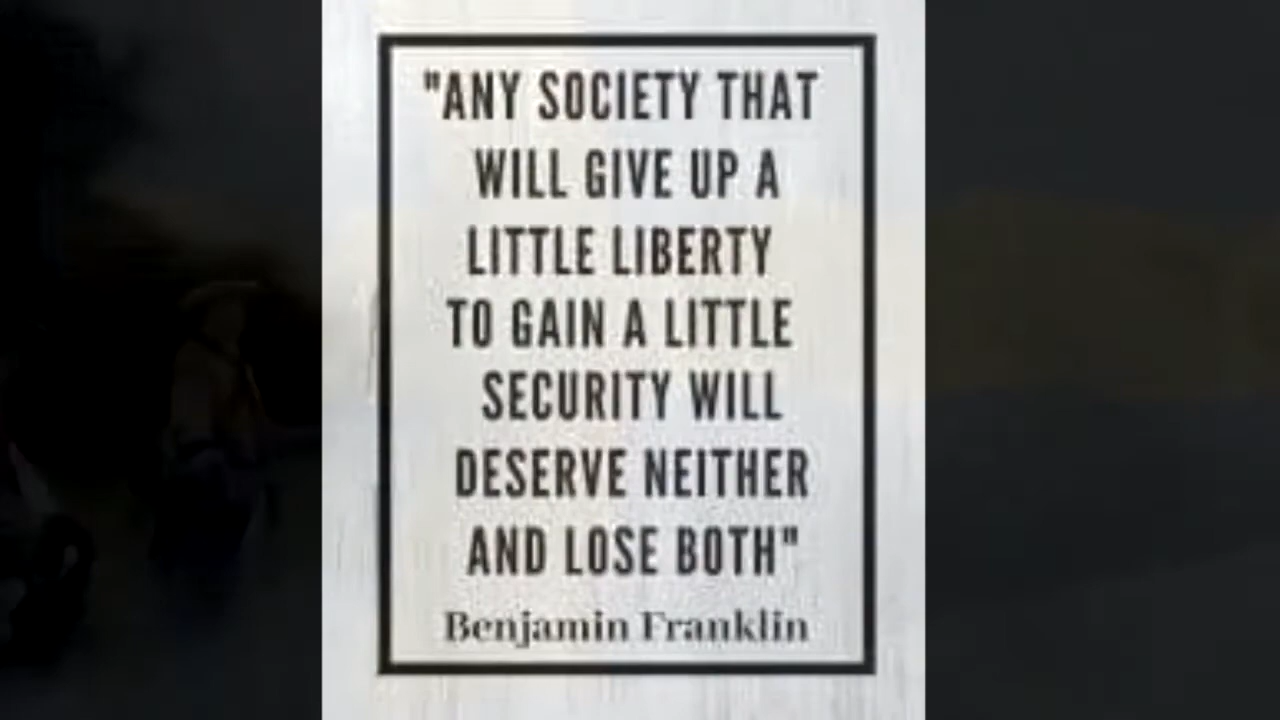 "ANY SOCIETY THAT
WILL GIVE UP A
LITTLE LIBERTY
TO GAIN A LITTLE
SECURITY WILL
DESERVE NEITHER
AND LOSE BOTH"
Benjamin Franklin